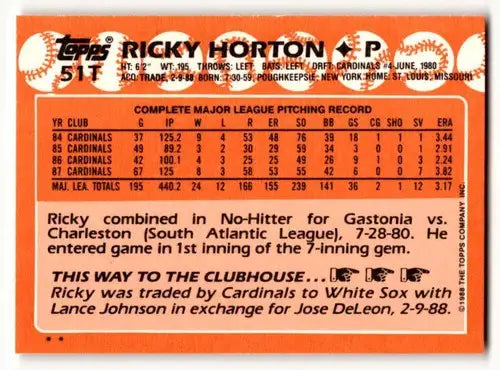 topps RICKY HORTON ✦ P
51T HT: 6'2" WT: 195 THROWS: LEFT BATS: LEFT DRFT: CARDINALS #4-JUNE, 1980
ACQ: TRADE, 2-9-88 BORN: 7-30-59, POUGHKEEPSIE, NEW YORK HOME: ST. LOUIS, MISSOURI
COMPLETE MAJOR LEAGUE PITCHING RECORD
YR CLUB G IP W L R ER SO BB GS CG SHO SV ERA
84 CARDINALS 37 125.2 9 4 53 48 76 39 18 1 1 1 3.44
85 CARDINALS 49 89.2 3 2 30 29 59 34 3 0 0 1 2.91
86 CARDINALS 42 100.1 4 3 25 25 49 26 9 1 0 3 2.24
87 CARDINALS 67 125 8 3 58 53 55 42 6 0 0 7 3.82
MAJ. LEA. TOTALS 195 440.2 24 12 166 155 239 141 36 2 1 12 3.17
Ricky combined in No-Hitter for Gastonia vs.
Charleston (South Atlantic League), 7-28-80. He
entered game in 1st inning of the 7-inning gem.
THIS WAY TO THE CLUBHOUSE...
Ricky was traded by Cardinals to White Sox with
Lance Johnson in exchange for Jose DeLeon, 2-9-88.
©1988 THE TOPPS COMPANY, INC.
**